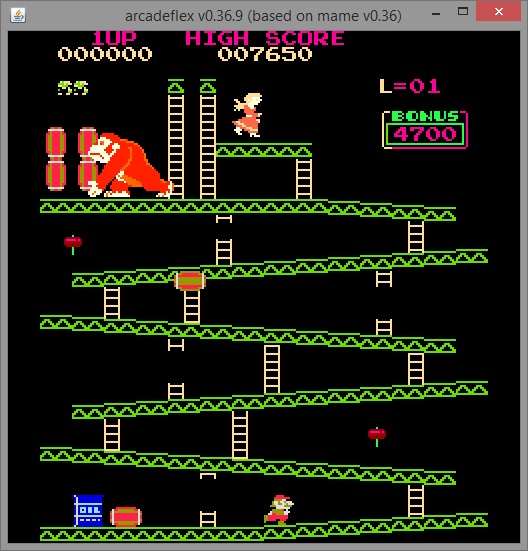 arcadeflex v0.36.9 (based on mame v0.36)
1UP HIGH SCORE
000000 007650
L=01
BONUS
4700